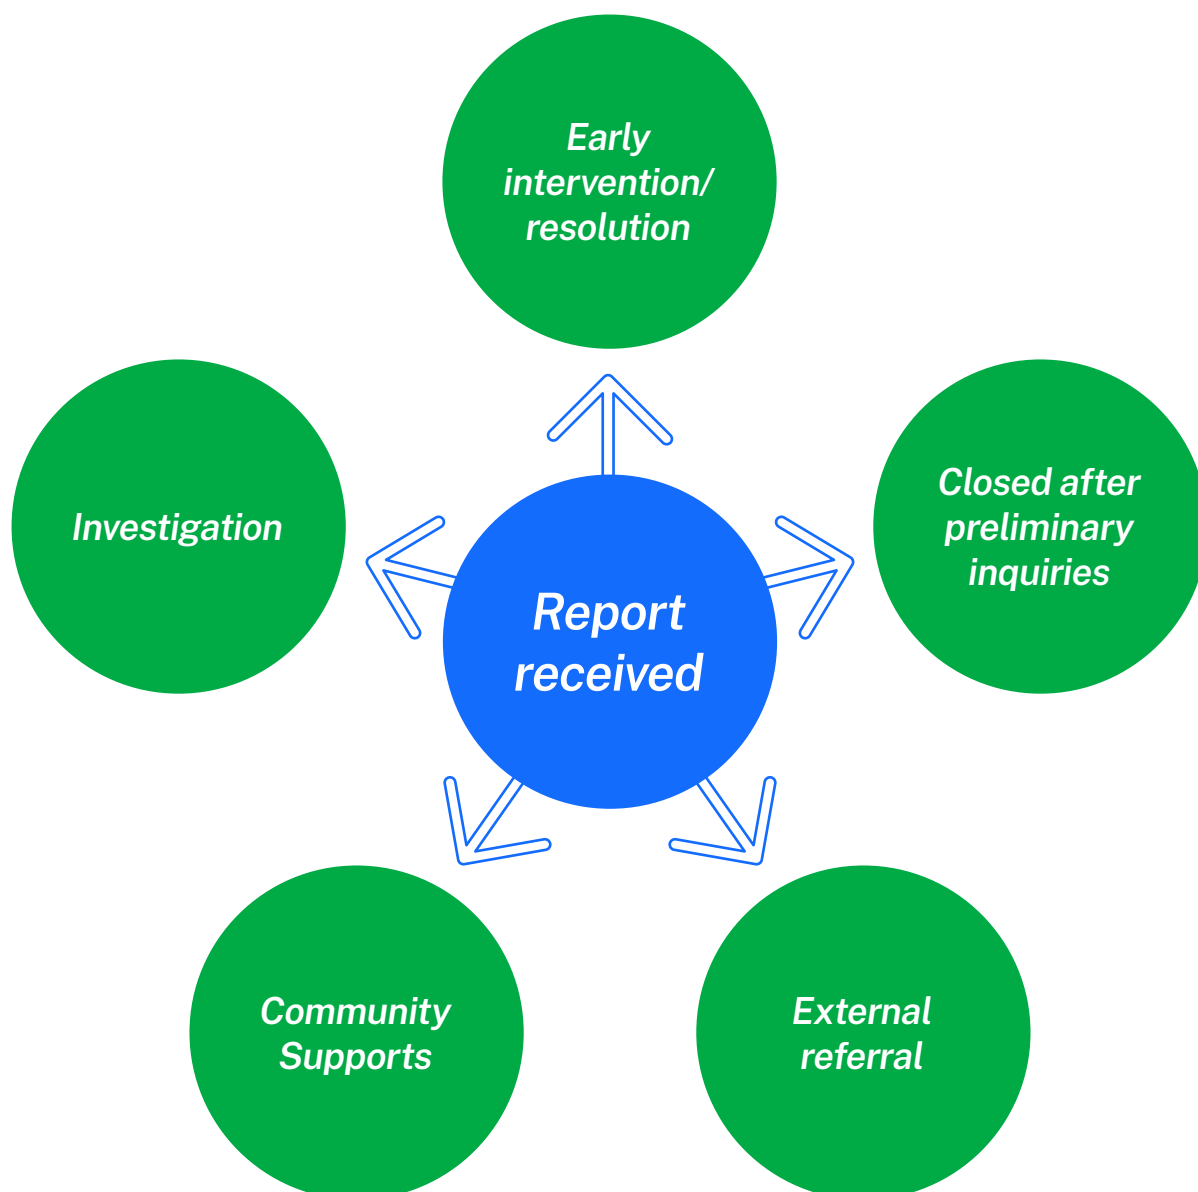 Early
intervention/
resolution
Investigation
Closed after
preliminary
inquiries
Report
received
Community
Supports
External
referral